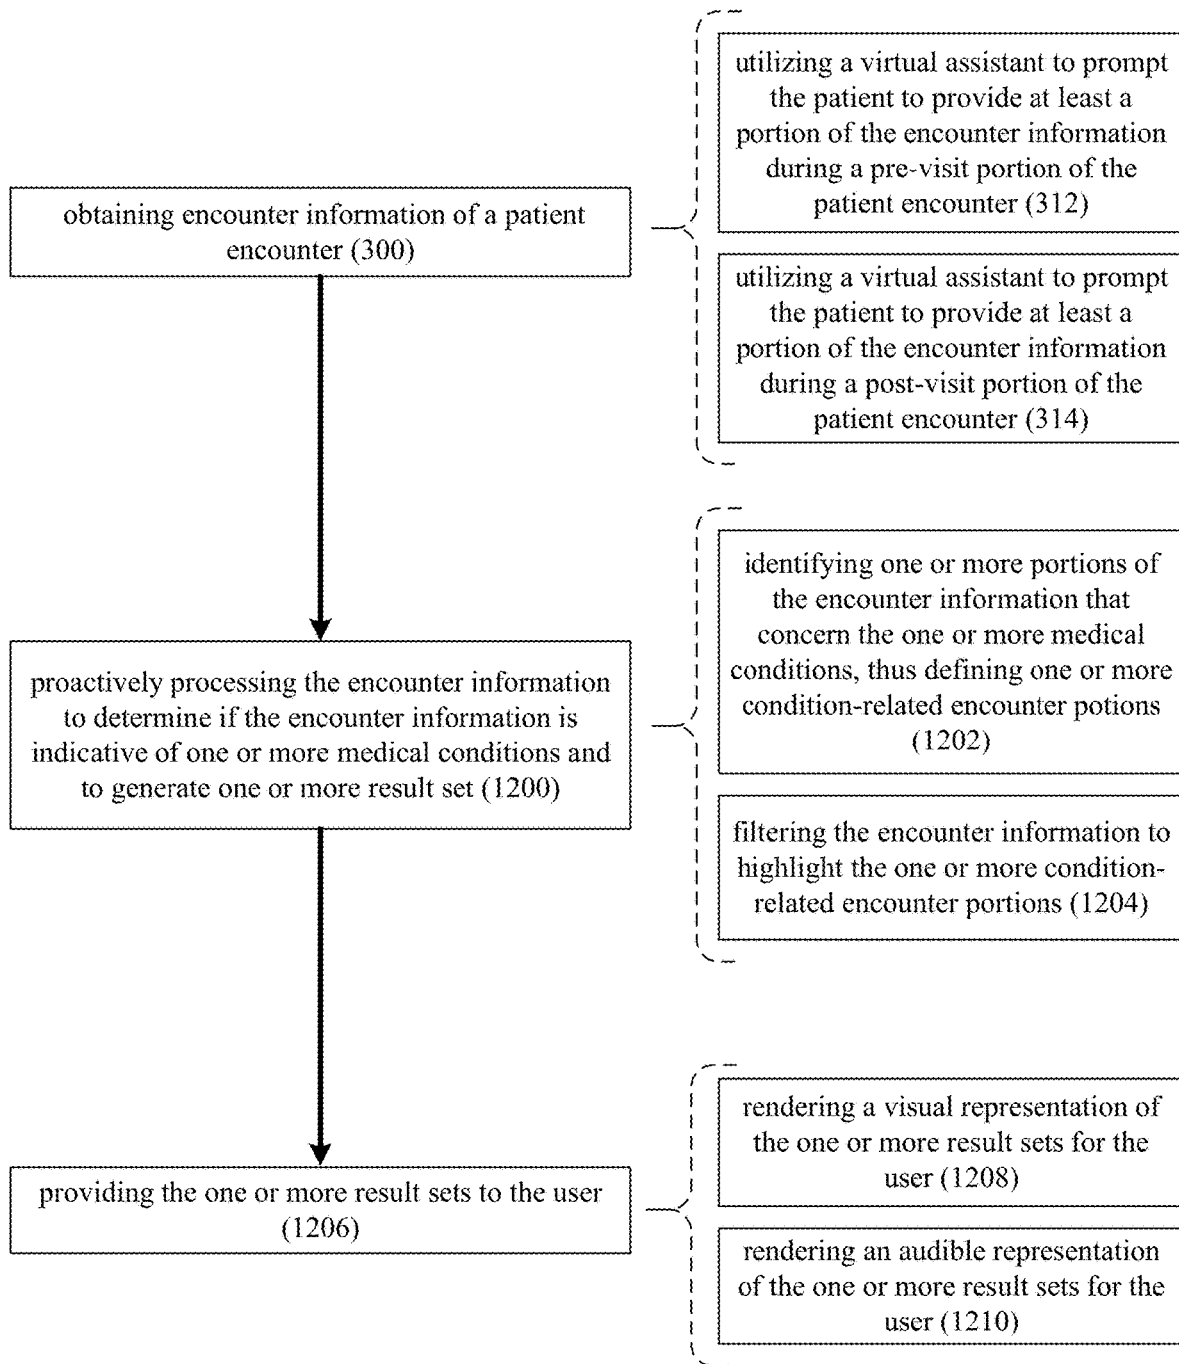 utilizing a virtual assistant to prompt
the patient to provide at least a
portion of the encounter information
during a pre-visit portion of the
patient encounter (312)
obtaining encounter information of a patient
encounter (300)
utilizing a virtual assistant to prompt
the patient to provide at least a
portion of the encounter information
during a post-visit portion of the
patient encounter (314)
identifying one or more portions of
the encounter information that
concern the one or more medical
conditions, thus defining one or more
condition-related encounter potions
(1202)
proactively processing the encounter information
to determine if the encounter information is
indicative of one or more medical conditions and
to generate one or more result set (1200)
filtering the encounter information to
highlight the one or more condition-
related encounter portions (1204)
rendering a visual representation of
the one or more result sets for the
user (1208)
providing the one or more result sets to the user
(1206)
rendering an audible representation
of the one or more result sets for the
user (1210)